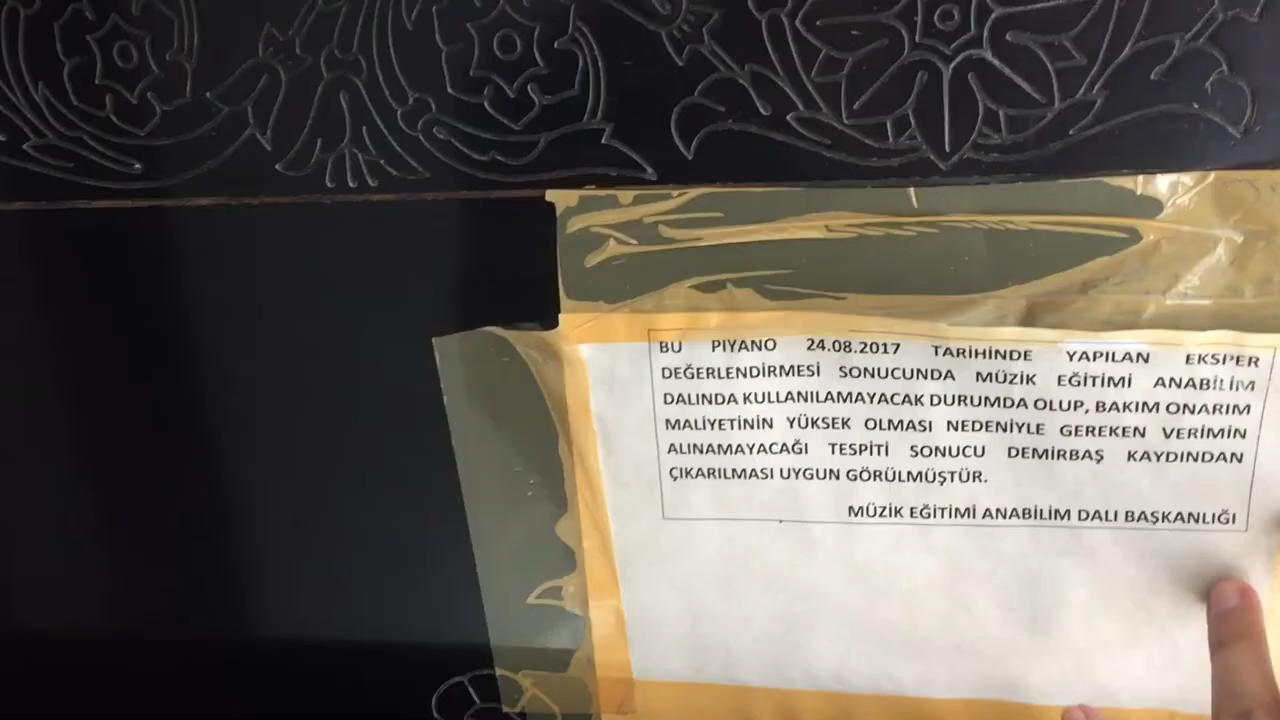 BU PİYANO 24.08.2017 TARİHİNDE YAPILAN EKSPER
DEĞERLENDİRMESİ SONUCUNDA MÜZİK EĞİTİMİ ANABİLİM
DALINDA KULLANILAMAYACAK DURUMDA OLUP, BAKIM ONARIM
MALİYETİNİN YÜKSEK OLMASI NEDENİYLE GEREKEN VERİMİN
ALINAMAYACAĞI TESPİTİ SONUCU DEMİRBAŞ KAYDINDAN
ÇIKARILMASI UYGUN GÖRÜLMÜŞTÜR.
MÜZİK EĞİTİMİ ANABİLİM DALI BAŞKANLIĞI